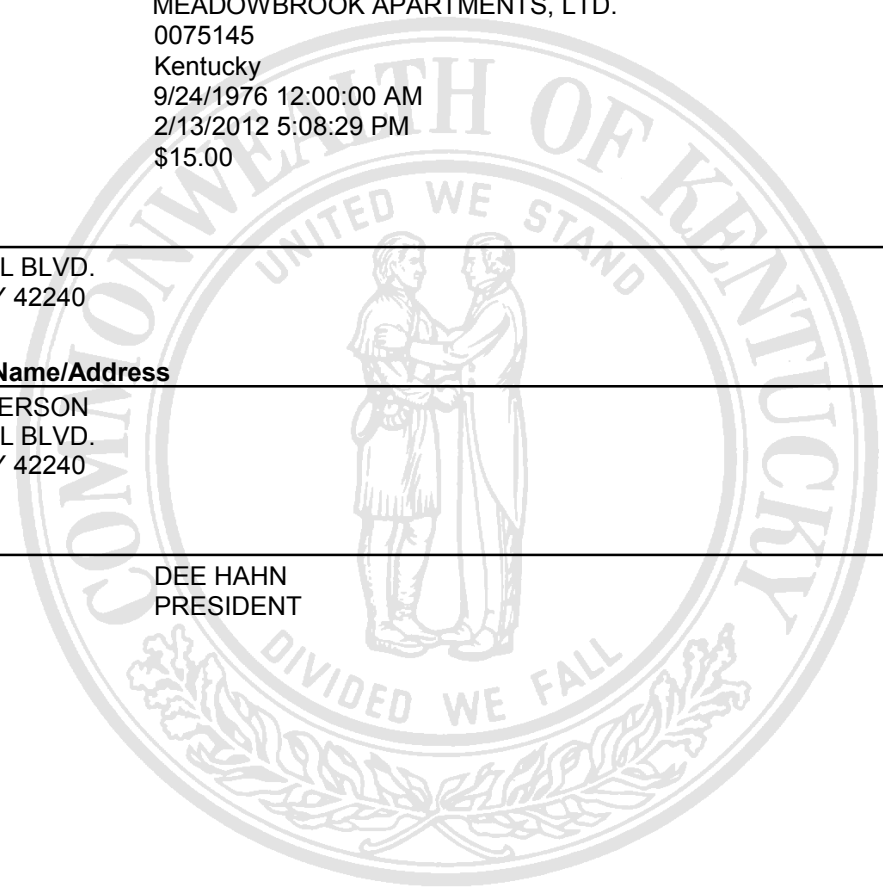 MEADOWBROOK APARTMENTS, LTD.
0075145
Kentucky
9/24/1976 12:00:00 AM
2/13/2012 5:08:29 PM
$15.00
COMMONWEALTH OF KENTUCKY
UNITED WE STAND
L BLVD.
Y 42240
Name/Address
ERSON
L BLVD.
Y 42240
DEE HAHN
PRESIDENT
DIVIDED WE FALL